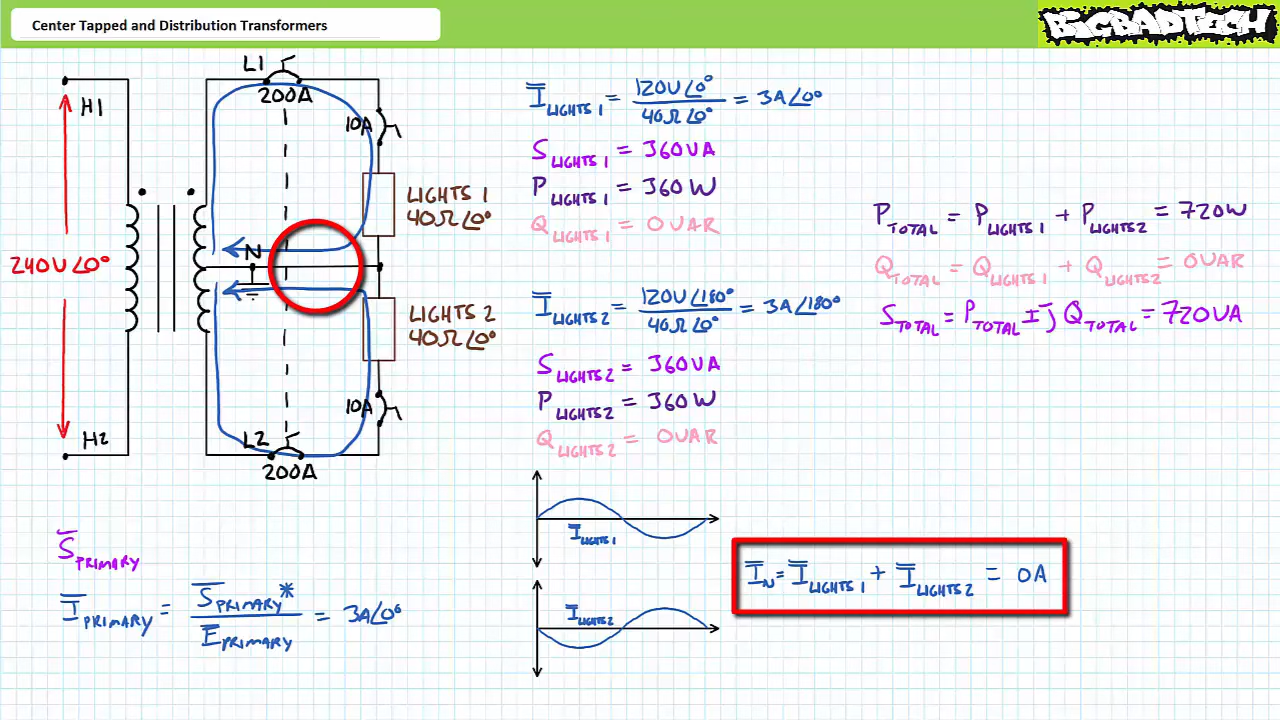 Center Tapped and Distribution Transformers
BIGBADTECH
L1
200A
H1
10A
LIGHTS 1
40Ω∠0°
N
240V∠0°
LIGHTS 2
40Ω∠0°
10A
H2
L2
200A
S̅PRIMARY
I̅PRIMARY = S̅PRIMARY* / E̅PRIMARY = 3A∠0°
I̅LIGHTS 1 = 120V∠0° / 40Ω∠0° = 3A∠0°
SLIGHTS 1 = 360VA
PLIGHTS 1 = 360W
QLIGHTS 1 = 0VAR
I̅LIGHTS 2 = 120V∠180° / 40Ω∠0° = 3A∠180°
SLIGHTS 2 = 360VA
PLIGHTS 2 = 360W
QLIGHTS 2 = 0VAR
I̅LIGHTS 1
I̅LIGHTS 2
PTOTAL = PLIGHTS 1 + PLIGHTS 2 = 720W
QTOTAL = QLIGHTS 1 + QLIGHTS 2 = 0VAR
STOTAL = PTOTAL ± j QTOTAL = 720VA
I̅N = I̅LIGHTS 1 + I̅LIGHTS 2 = 0A